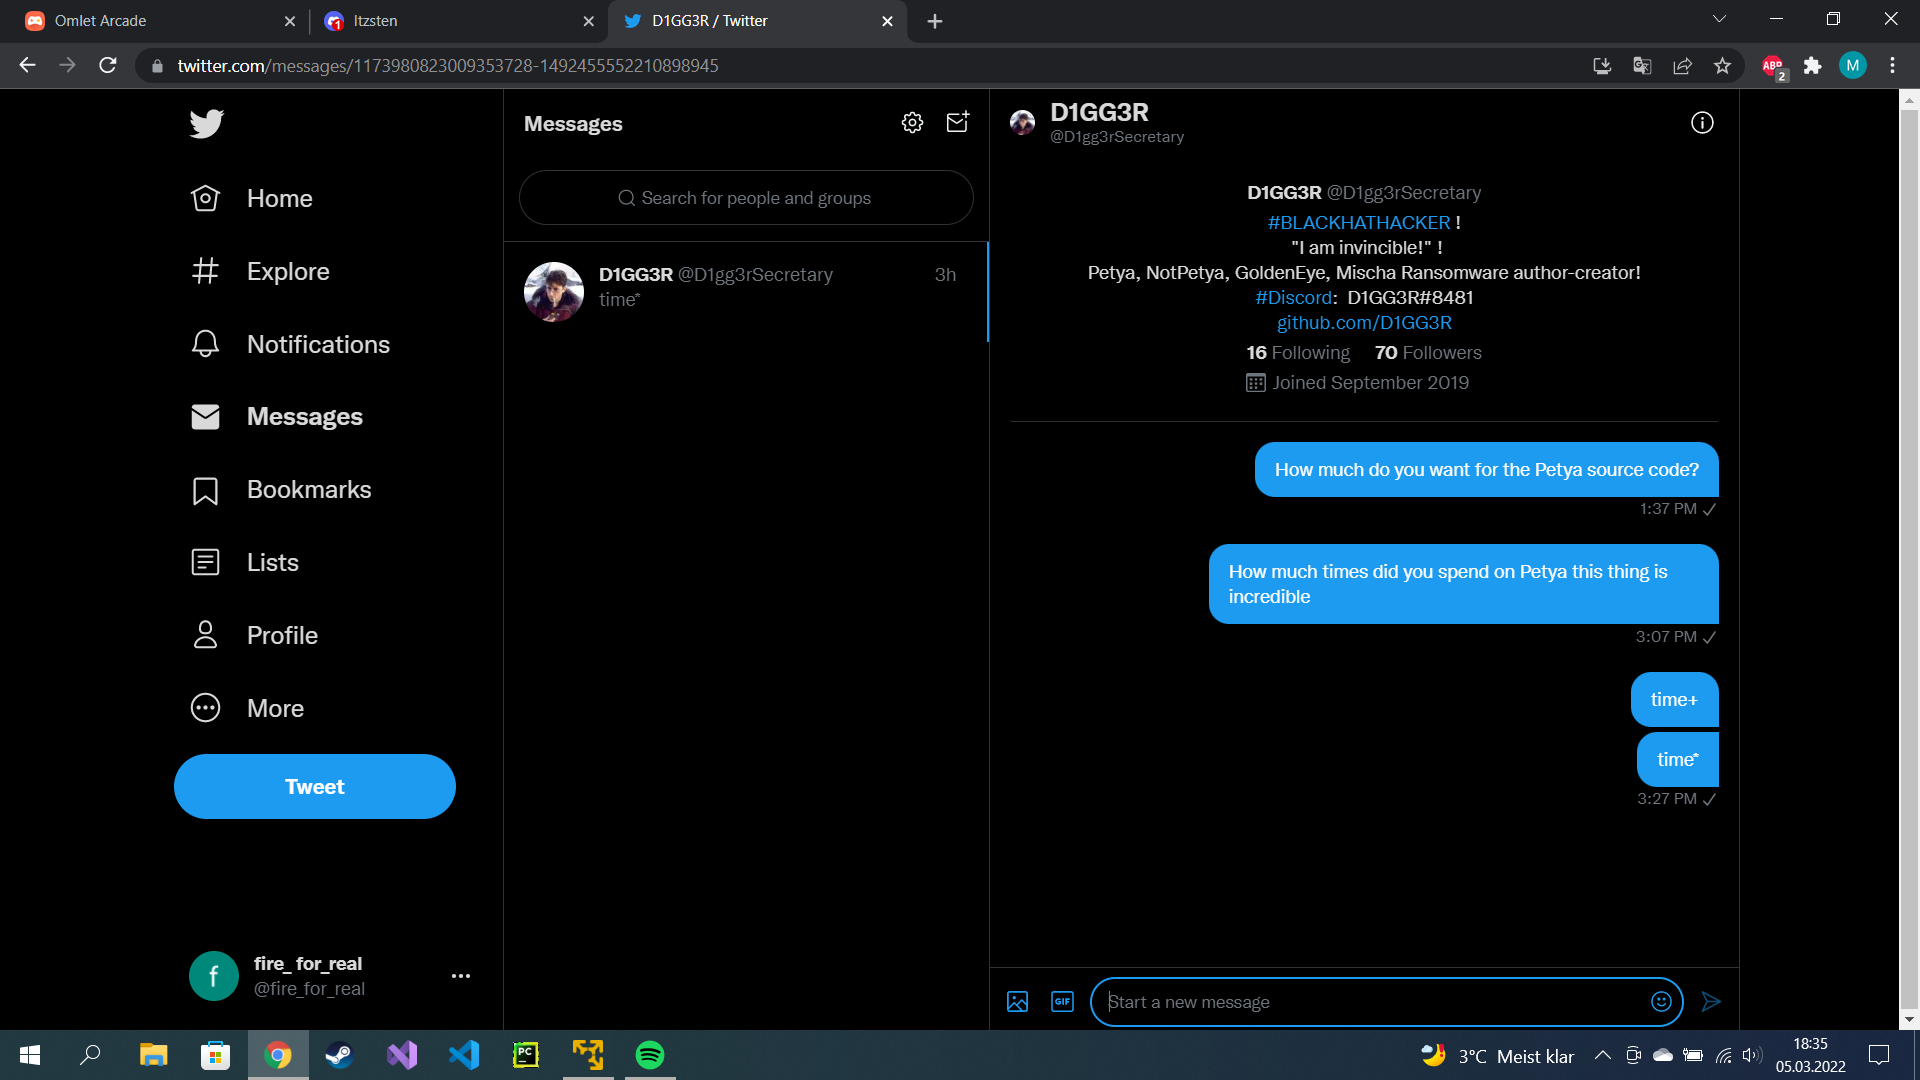 Omlet Arcade
1
Itzsten
D1GG3R / Twitter
twitter.com/messages/1173980823009353728-1492455552210898945
ABP
2
M
Home
Explore
Notifications
Messages
Bookmarks
Lists
Profile
More
Tweet
f
fire_ for_real
@fire_for_real
Messages
Search for people and groups
D1GG3R @D1gg3rSecretary 3h
time*
D1GG3R
@D1gg3rSecretary
D1GG3R @D1gg3rSecretary
#BLACKHATHACKER !
"I am invincible!" !
Petya, NotPetya, GoldenEye, Mischa Ransomware author-creator!
#Discord: D1GG3R#8481
github.com/D1GG3R
16 Following 70 Followers
Joined September 2019
How much do you want for the Petya source code?
1:37 PM
How much times did you spend on Petya this thing is
incredible
3:07 PM
time+
time*
3:27 PM
GIF
Start a new message
PC
3°C Meist klar
18:35
05.03.2022